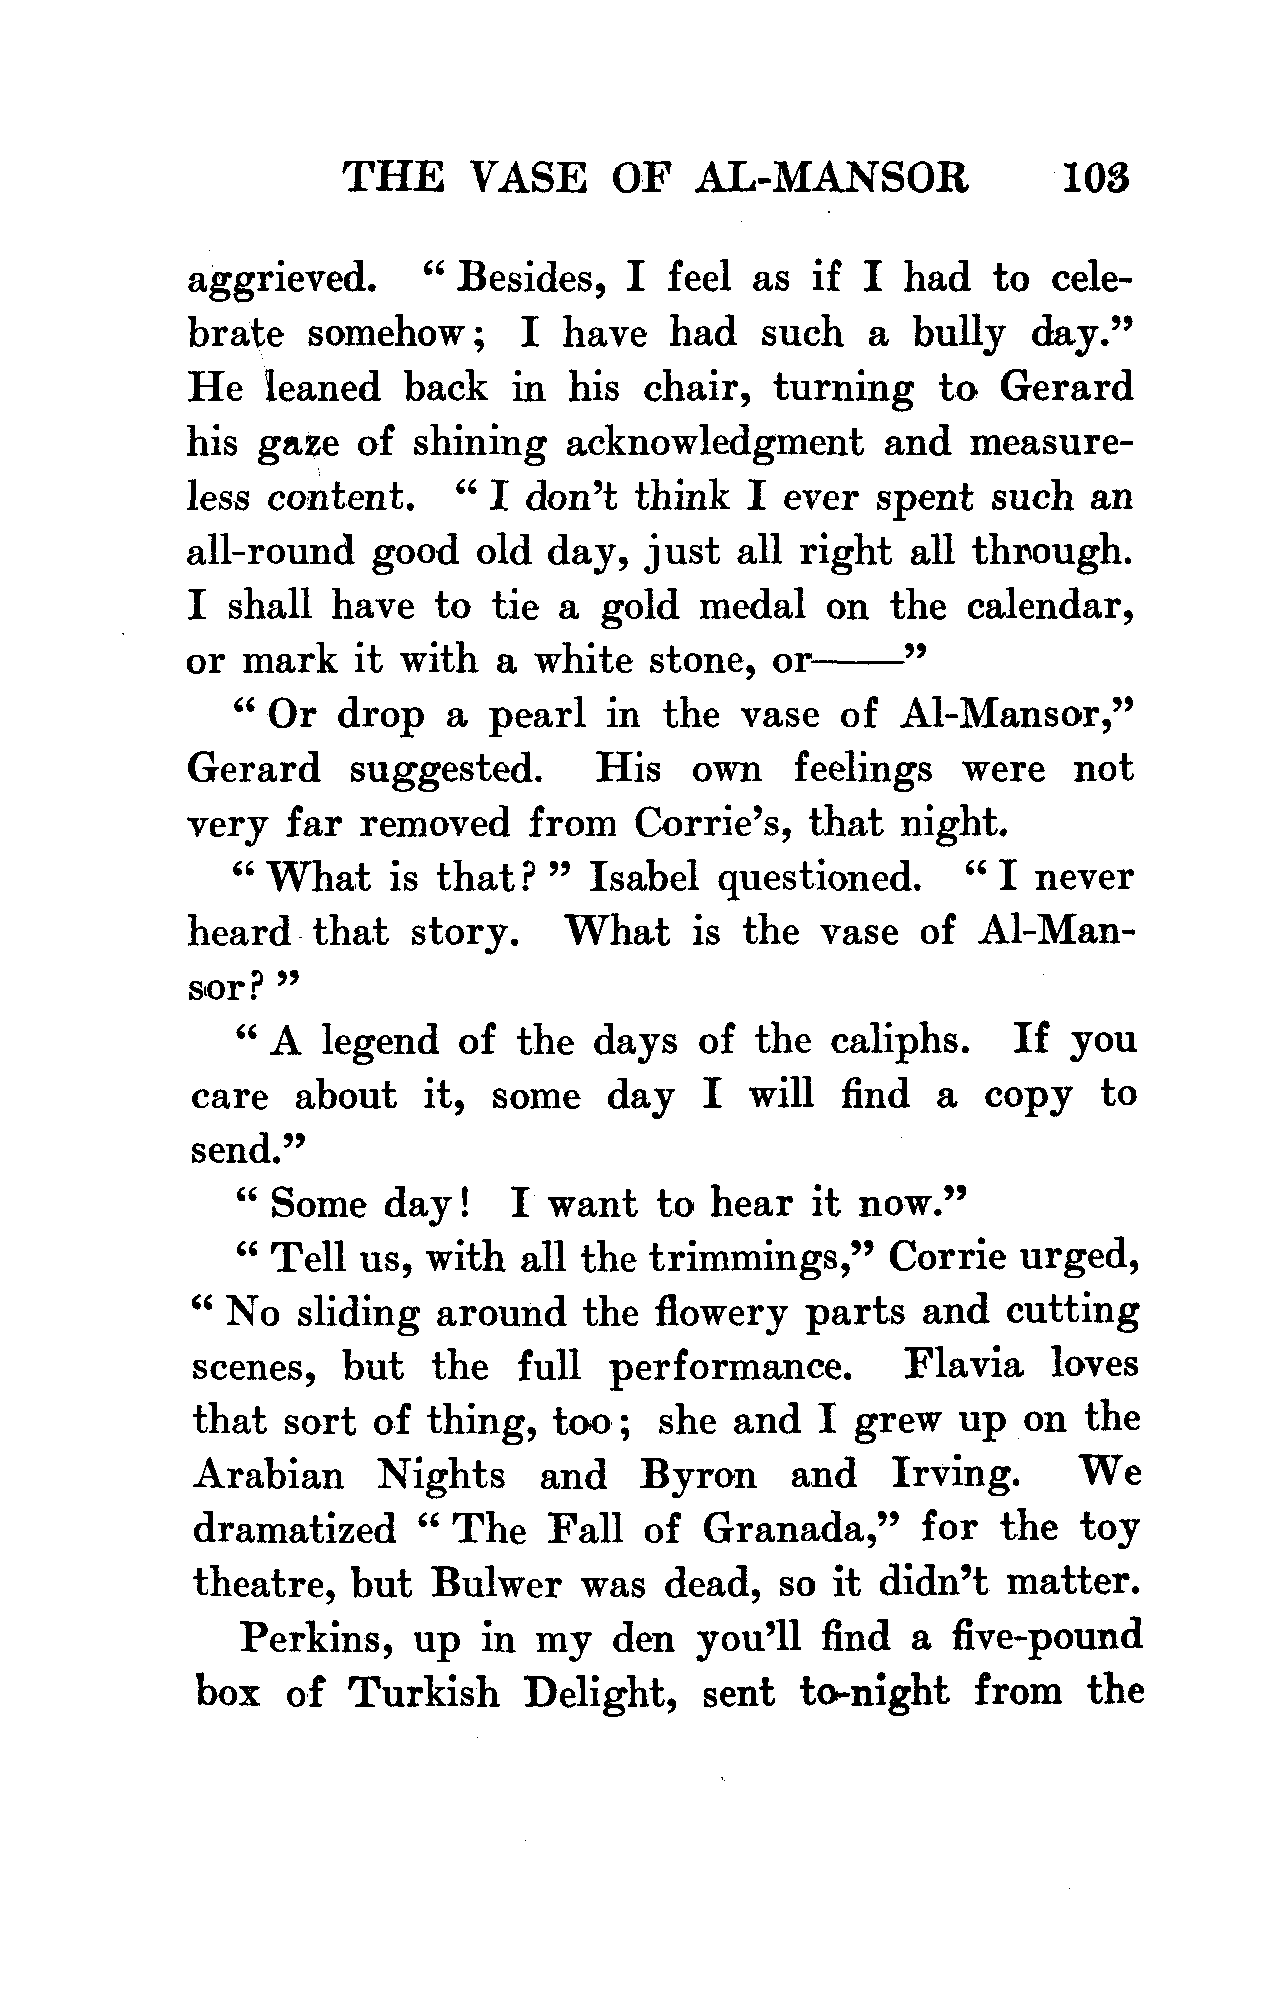 THE VASE OF AL-MANSOR 103
aggrieved. “ Besides, I feel as if I had to cele-
brate somehow; I have had such a bully day.”
He leaned back in his chair, turning to Gerard
his gaze of shining acknowledgment and measure-
less content. “ I don’t think I ever spent such an
all-round good old day, just all right all through.
I shall have to tie a gold medal on the calendar,
or mark it with a white stone, or——”
“ Or drop a pearl in the vase of Al-Mansor,”
Gerard suggested. His own feelings were not
very far removed from Corrie’s, that night.
“ What is that? ” Isabel questioned. “ I never
heard that story. What is the vase of Al-Man-
sor? ”
“ A legend of the days of the caliphs. If you
care about it, some day I will find a copy to
send.”
“ Some day! I want to hear it now.”
“ Tell us, with all the trimmings,” Corrie urged,
“ No sliding around the flowery parts and cutting
scenes, but the full performance. Flavia loves
that sort of thing, too; she and I grew up on the
Arabian Nights and Byron and Irving. We
dramatized “ The Fall of Granada,” for the toy
theatre, but Bulwer was dead, so it didn’t matter.
Perkins, up in my den you’ll find a five-pound
box of Turkish Delight, sent to-night from the